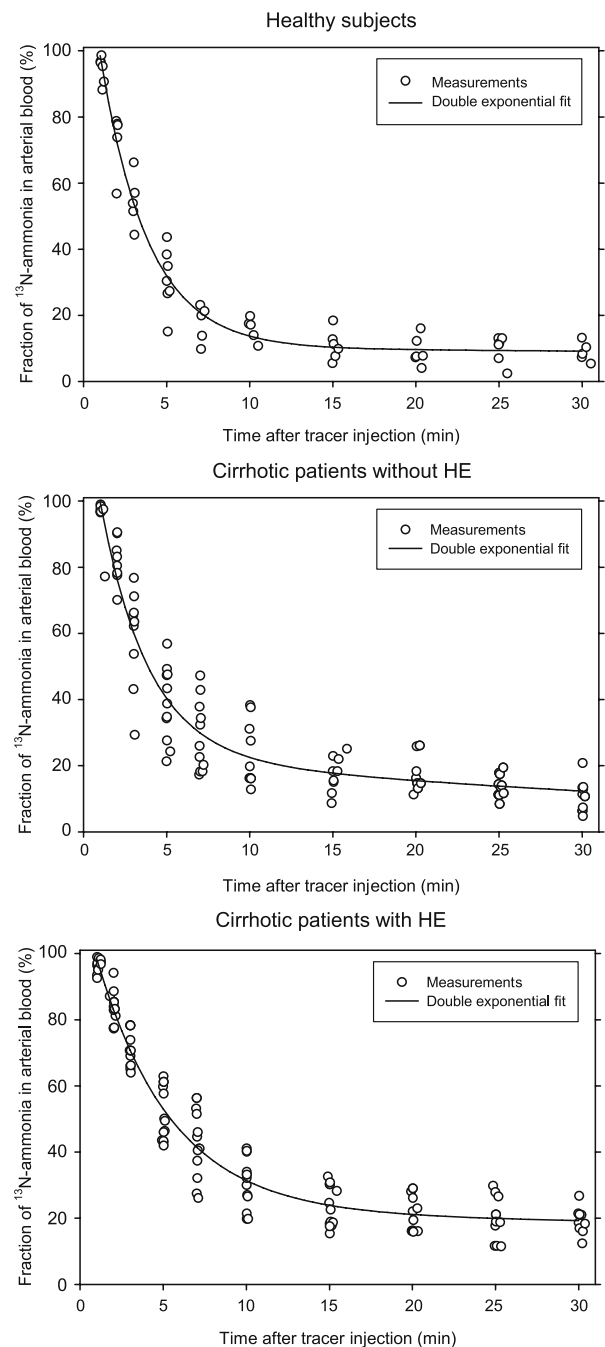 Healthy subjects
Fraction of ¹³N-ammonia in arterial blood (%)
100
80
60
40
20
0
Measurements
Double exponential fit
0 5 10 15 20 25 30
Time after tracer injection (min)
Cirrhotic patients without HE
Fraction of ¹³N-ammonia in arterial blood (%)
100
80
60
40
20
0
Measurements
Double exponential fit
0 5 10 15 20 25 30
Time after tracer injection (min)
Cirrhotic patients with HE
Fraction of ¹³N-ammonia in arterial blood (%)
100
80
60
40
20
0
Measurements
Double exponential fit
0 5 10 15 20 25 30
Time after tracer injection (min)